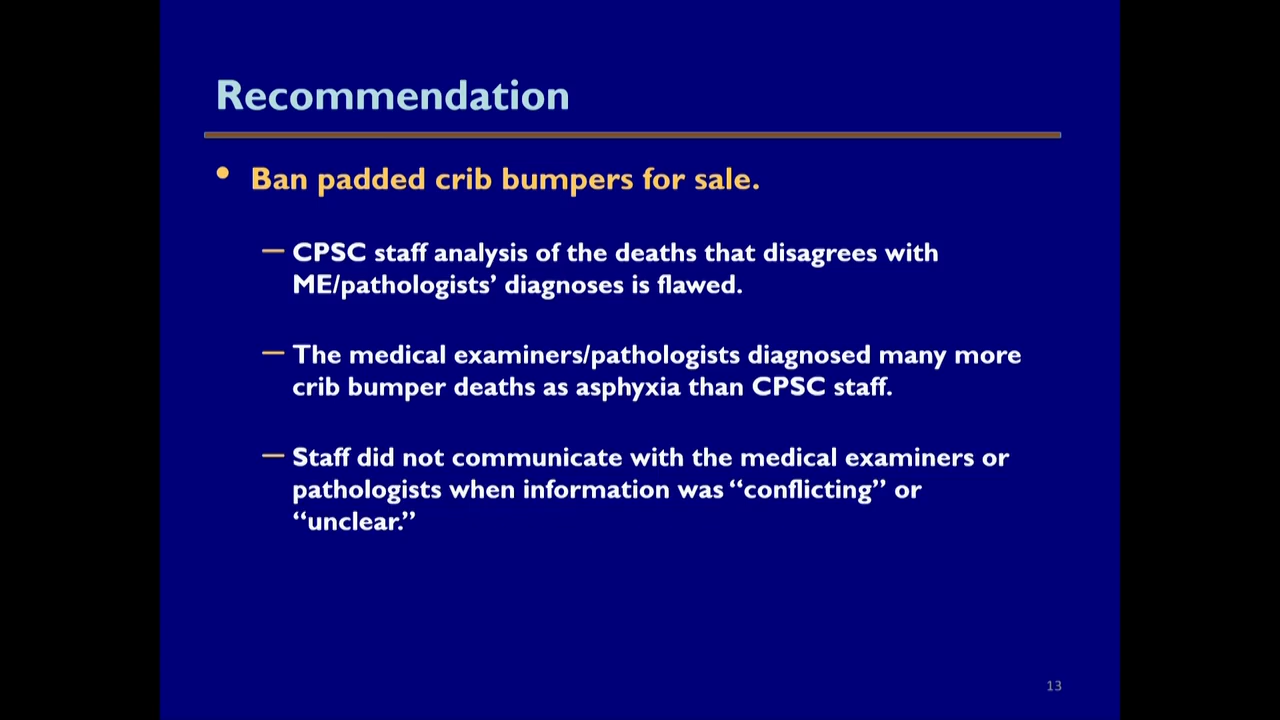 Recommendation
• Ban padded crib bumpers for sale.
— CPSC staff analysis of the deaths that disagrees with
ME/pathologists’ diagnoses is flawed.
— The medical examiners/pathologists diagnosed many more
crib bumper deaths as asphyxia than CPSC staff.
— Staff did not communicate with the medical examiners or
pathologists when information was “conflicting” or
“unclear.”
13